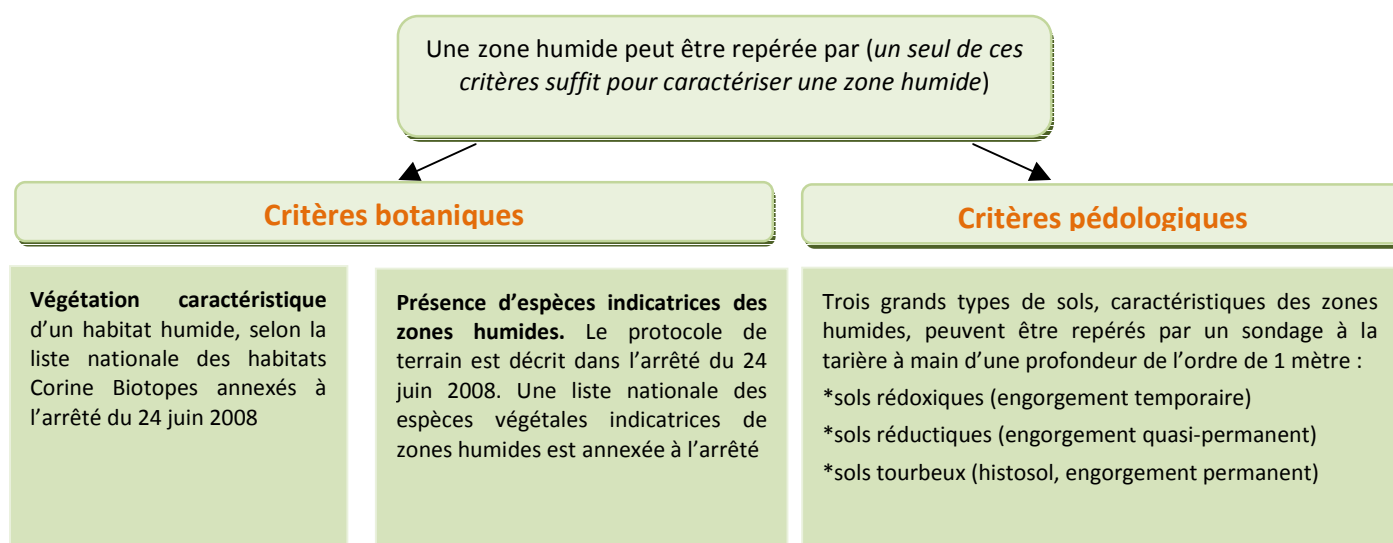 Une zone humide peut être repérée par (un seul de ces
critères suffit pour caractériser une zone humide)
Critères botaniques
Critères pédologiques
Végétation caractéristique
d’un habitat humide, selon la
liste nationale des habitats
Corine Biotopes annexés à
l’arrêté du 24 juin 2008
Présence d’espèces indicatrices des
zones humides. Le protocole de
terrain est décrit dans l’arrêté du 24
juin 2008. Une liste nationale des
espèces végétales indicatrices de
zones humides est annexée à l’arrêté
Trois grands types de sols, caractéristiques des zones
humides, peuvent être repérés par un sondage à la
tarière à main d’une profondeur de l’ordre de 1 mètre :
*sols rédoxiques (engorgement temporaire)
*sols réductiques (engorgement quasi-permanent)
*sols tourbeux (histosol, engorgement permanent)